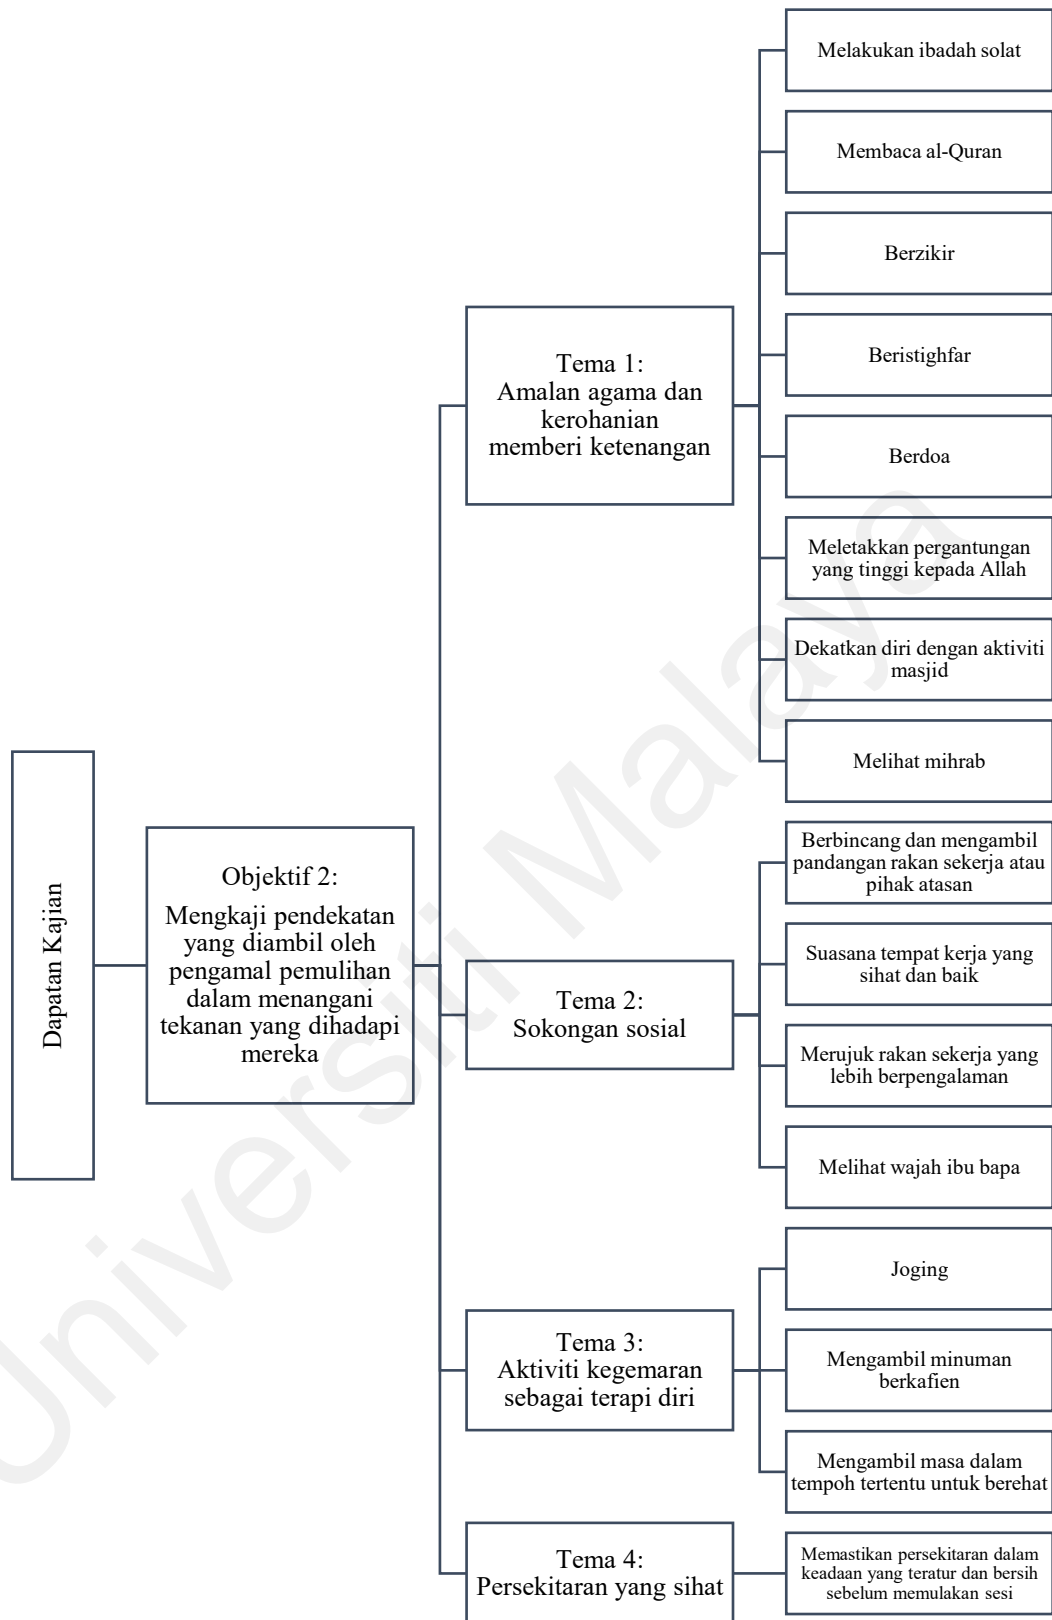 Dapatan Kajian
Objektif 2:
Mengkaji pendekatan
yang diambil oleh
pengamal pemulihan
dalam menangani
tekanan yang dihadapi
mereka
Tema 1:
Amalan agama dan
kerohanian
memberi ketenangan
Melakukan ibadah solat
Membaca al-Quran
Berzikir
Beristighfar
Berdoa
Meletakkan pergantungan
yang tinggi kepada Allah
Dekatkan diri dengan aktiviti
masjid
Melihat mihrab
Tema 2:
Sokongan sosial
Berbincang dan mengambil
pandangan rakan sekerja atau
pihak atasan
Suasana tempat kerja yang
sihat dan baik
Merujuk rakan sekerja yang
lebih berpengalaman
Melihat wajah ibu bapa
Tema 3:
Aktiviti kegemaran
sebagai terapi diri
Joging
Mengambil minuman
berkafien
Mengambil masa dalam
tempoh tertentu untuk berehat
Tema 4:
Persekitaran yang sihat
Memastikan persekitaran dalam
keadaan yang teratur dan bersih
sebelum memulakan sesi
Universiti Malaya